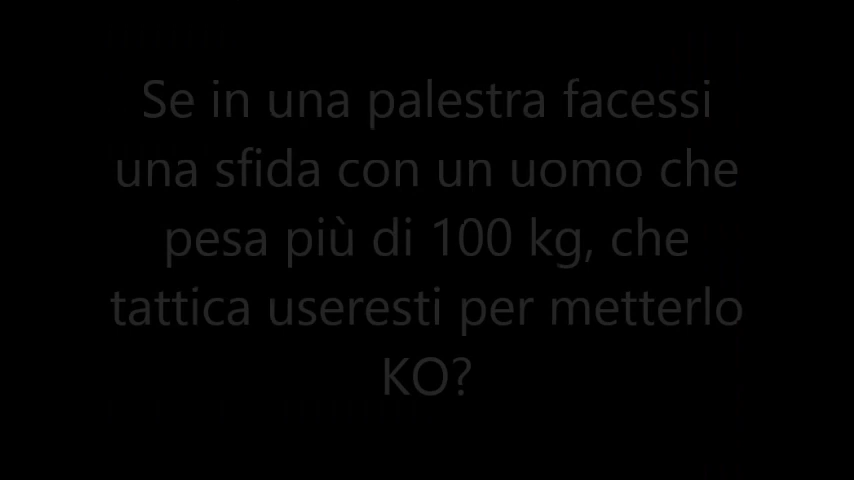 Se in una palestra facessi
una sfida con un uomo che
pesa più di 100 kg, che
tattica useresti per metterlo
KO?